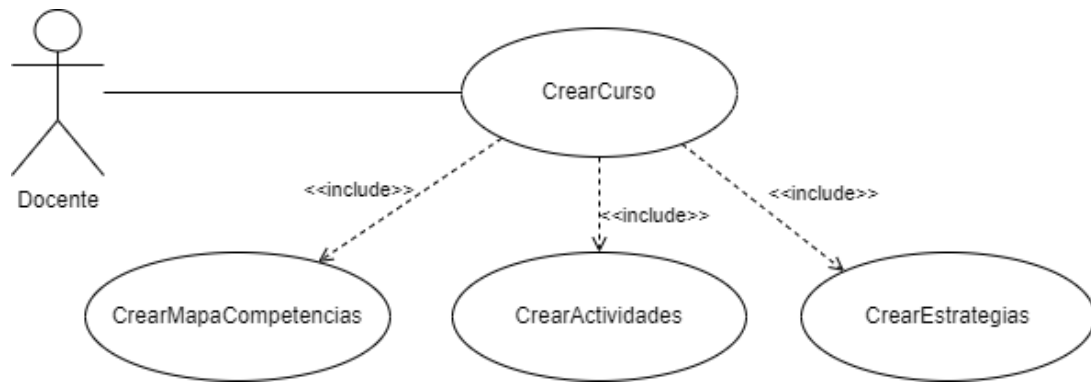 CrearCurso
Docente
<<include>>
<<include>>
<<include>>
CrearMapaCompetencias
CrearActividades
CrearEstrategias